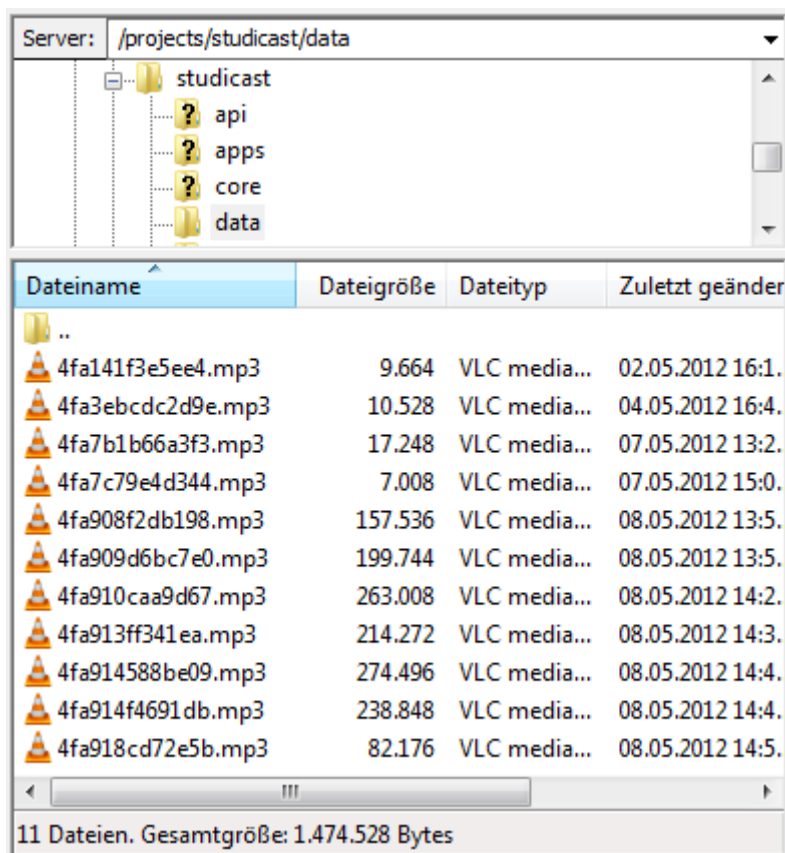 Server: /projects/studicast/data
studicast
? api
? apps
? core
data
Dateiname Dateigröße Dateityp Zuletzt geänder
..
4fa141f3e5ee4.mp3 9.664 VLC media... 02.05.2012 16:1.
4fa3ebcdc2d9e.mp3 10.528 VLC media... 04.05.2012 16:4.
4fa7b1b66a3f3.mp3 17.248 VLC media... 07.05.2012 13:2.
4fa7c79e4d344.mp3 7.008 VLC media... 07.05.2012 15:0.
4fa908f2db198.mp3 157.536 VLC media... 08.05.2012 13:5.
4fa909d6bc7e0.mp3 199.744 VLC media... 08.05.2012 13:5.
4fa910caa9d67.mp3 263.008 VLC media... 08.05.2012 14:2.
4fa913ff341ea.mp3 214.272 VLC media... 08.05.2012 14:3.
4fa914588be09.mp3 274.496 VLC media... 08.05.2012 14:4.
4fa914f4691db.mp3 238.848 VLC media... 08.05.2012 14:4.
4fa918cd72e5b.mp3 82.176 VLC media... 08.05.2012 14:5.
11 Dateien. Gesamtgröße: 1.474.528 Bytes